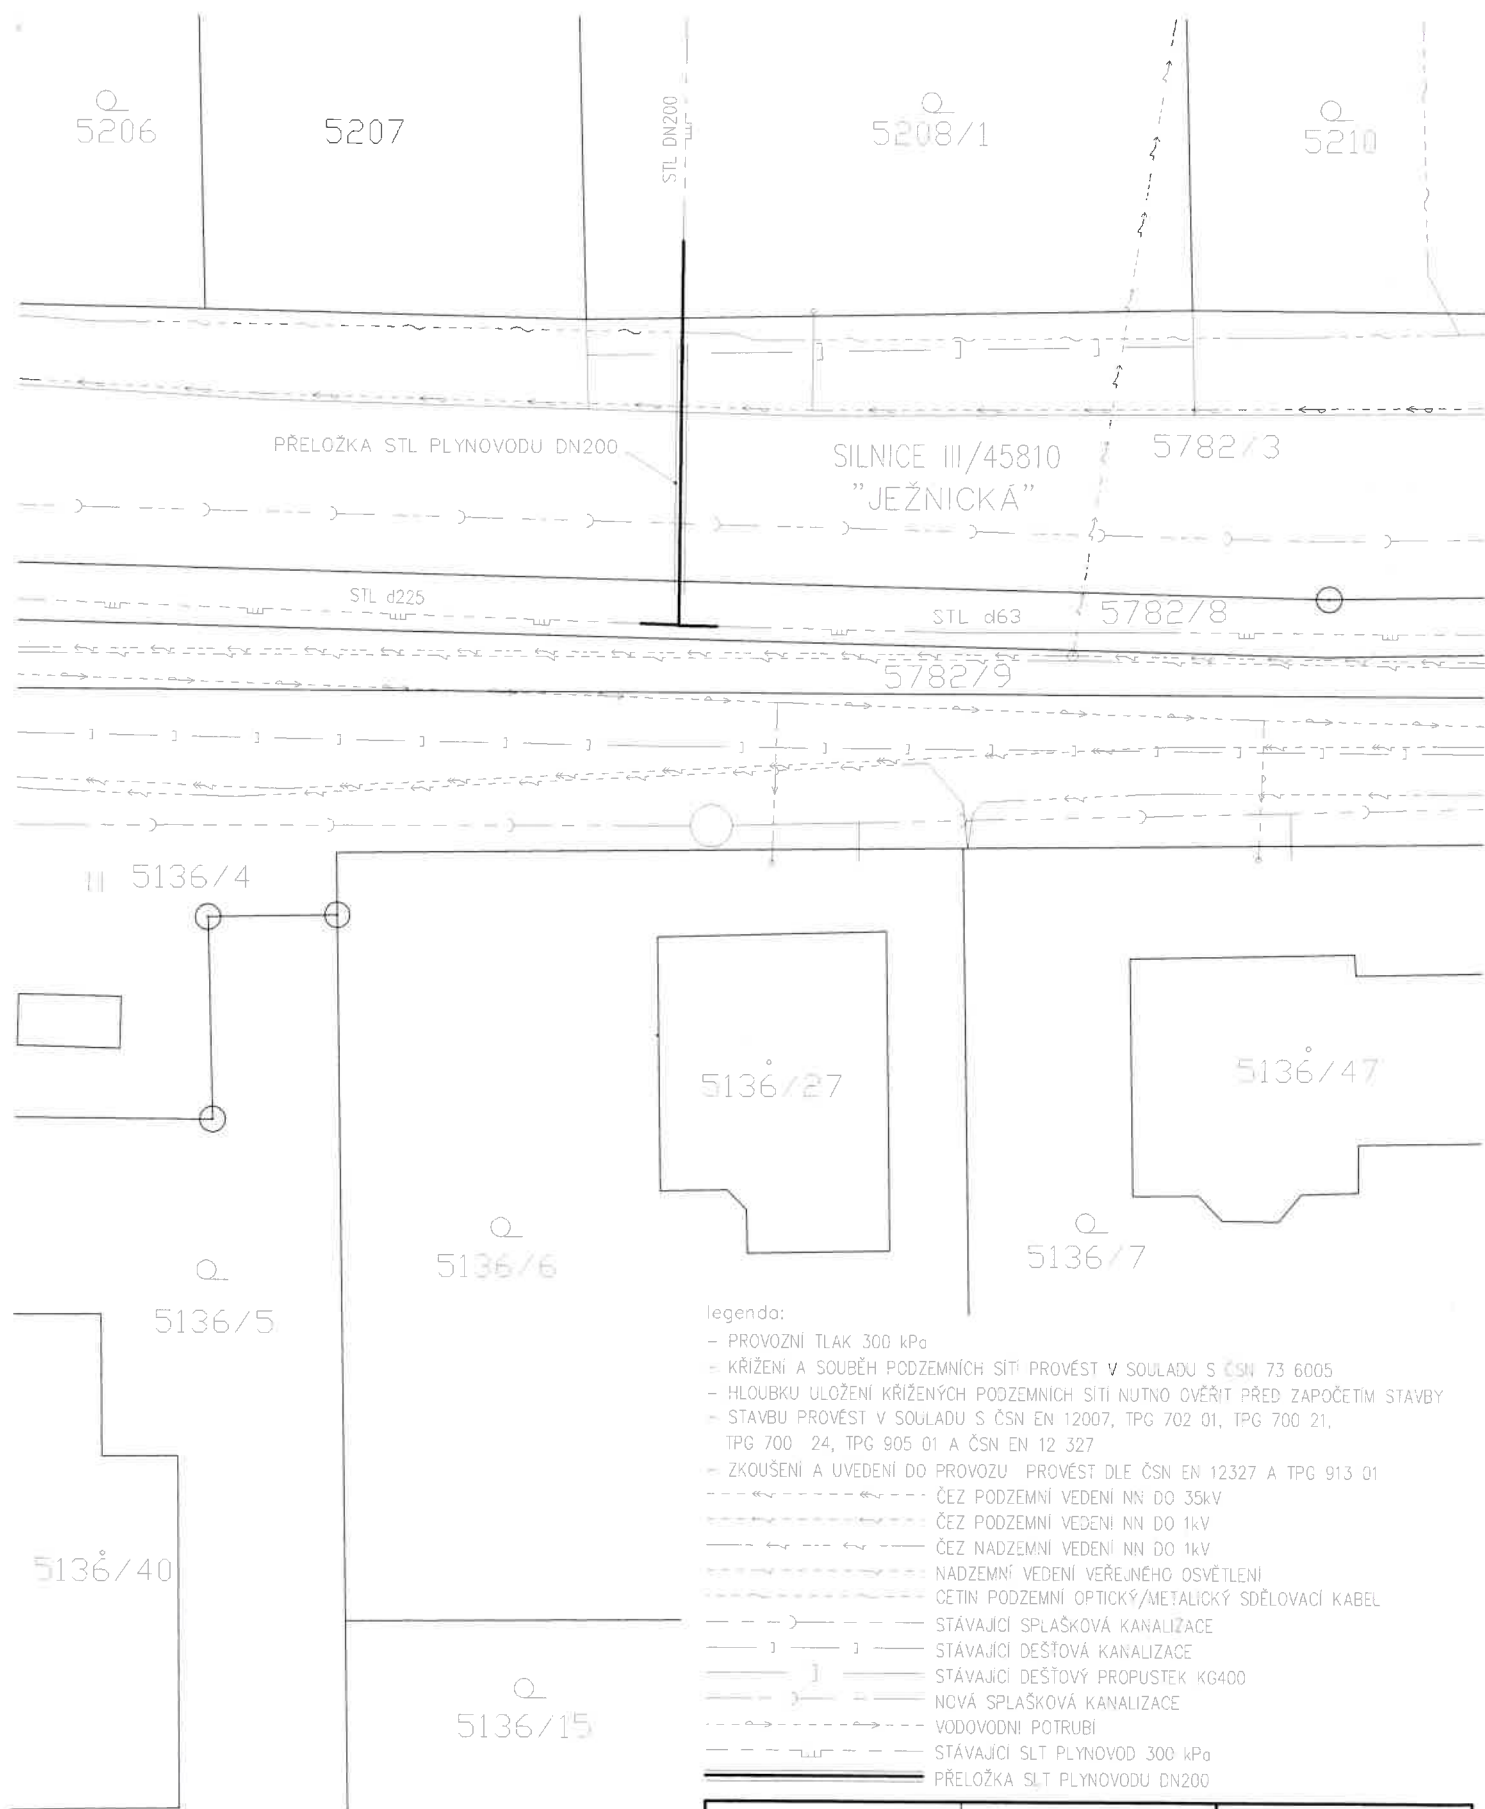 5206
5207
STL DN200
5208/1
5210
PŘELOŽKA STL PLYNOVODU DN200
SILNICE III/45810
"JEŽNICKÁ"
5782/3
STL d225
STL d63
5782/8
5782/9
5136/4
5136/27
5136/47
5136/6
5136/7
5136/5
5136/40
5136/15
legenda:
- PROVOZNÍ TLAK 300 kPa
- KŘÍŽENÍ A SOUBĚH PODZEMNÍCH SÍTÍ PROVÉST V SOULADU S ČSN 73 6005
- HLOUBKU ULOŽENÍ KŘÍŽENÝCH PODZEMNÍCH SÍTÍ NUTNO OVĚŘIT PŘED ZAPOČETÍM STAVBY
- STAVBU PROVÉST V SOULADU S ČSN EN 12007, TPG 702 01, TPG 700 21,
TPG 700 24, TPG 905 01 A ČSN EN 12 327
- ZKOUŠENÍ A UVEDENÍ DO PROVOZU PROVÉST DLE ČSN EN 12327 A TPG 913 01
ČEZ PODZEMNÍ VEDENÍ NN DO 35kV
ČEZ PODZEMNÍ VEDENÍ NN DO 1kV
ČEZ NADZEMNÍ VEDENÍ NN DO 1kV
NADZEMNÍ VEDENÍ VEŘEJNÉHO OSVĚTLENÍ
CETIN PODZEMNÍ OPTICKÝ/METALICKÝ SDĚLOVACÍ KABEL
STÁVAJÍCÍ SPLAŠKOVÁ KANALIZACE
STÁVAJÍCÍ DEŠŤOVÁ KANALIZACE
STÁVAJÍCÍ DEŠŤOVÝ PROPUSTEK KG400
NOVÁ SPLAŠKOVÁ KANALIZACE
VODOVODNÍ POTRUBÍ
STÁVAJÍCÍ SLT PLYNOVOD 300 kPa
PŘELOŽKA SLT PLYNOVODU DN200